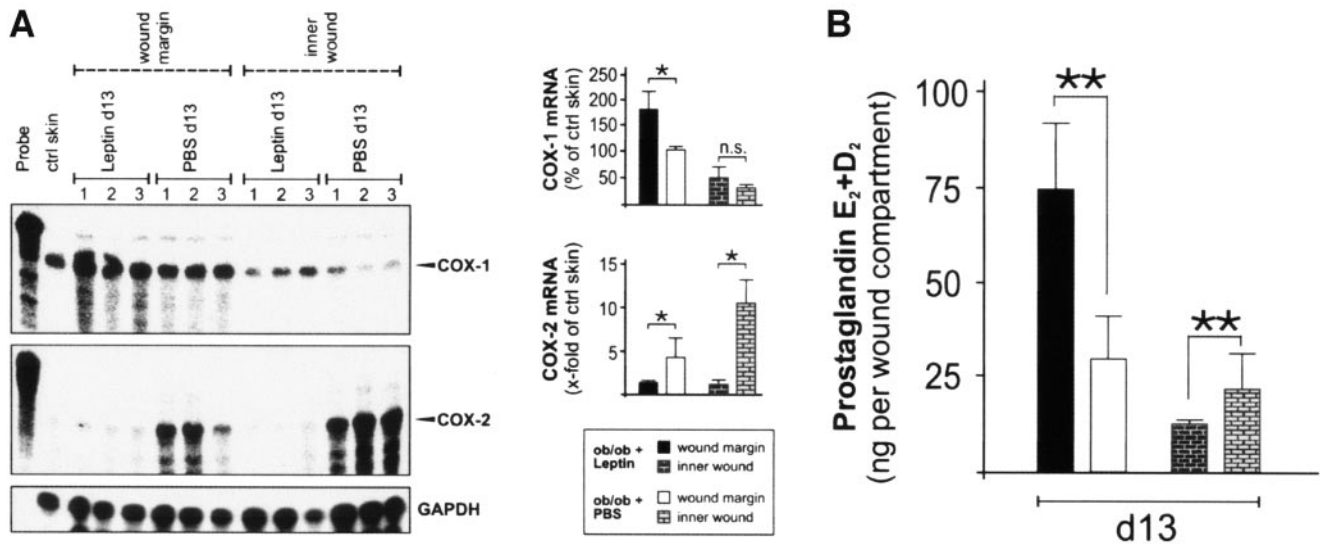 A
wound
margin
inner
wound
Probe
ctrl skin
Leptin d13
PBS d13
Leptin d13
PBS d13
1 2 3 1 2 3 1 2 3 1 2 3
COX-1
COX-2
GAPDH
COX-1 mRNA
(% of ctrl skin)
250
200
150
100
50
*
n.s.
COX-2 mRNA
(x-fold of ctrl skin)
15
10
5
*
*
ob/ob +
Leptin
wound margin
inner wound
ob/ob +
PBS
wound margin
inner wound
B
Prostaglandin E₂+D₂
(ng per wound compartment)
100
75
50
25
**
**
d13